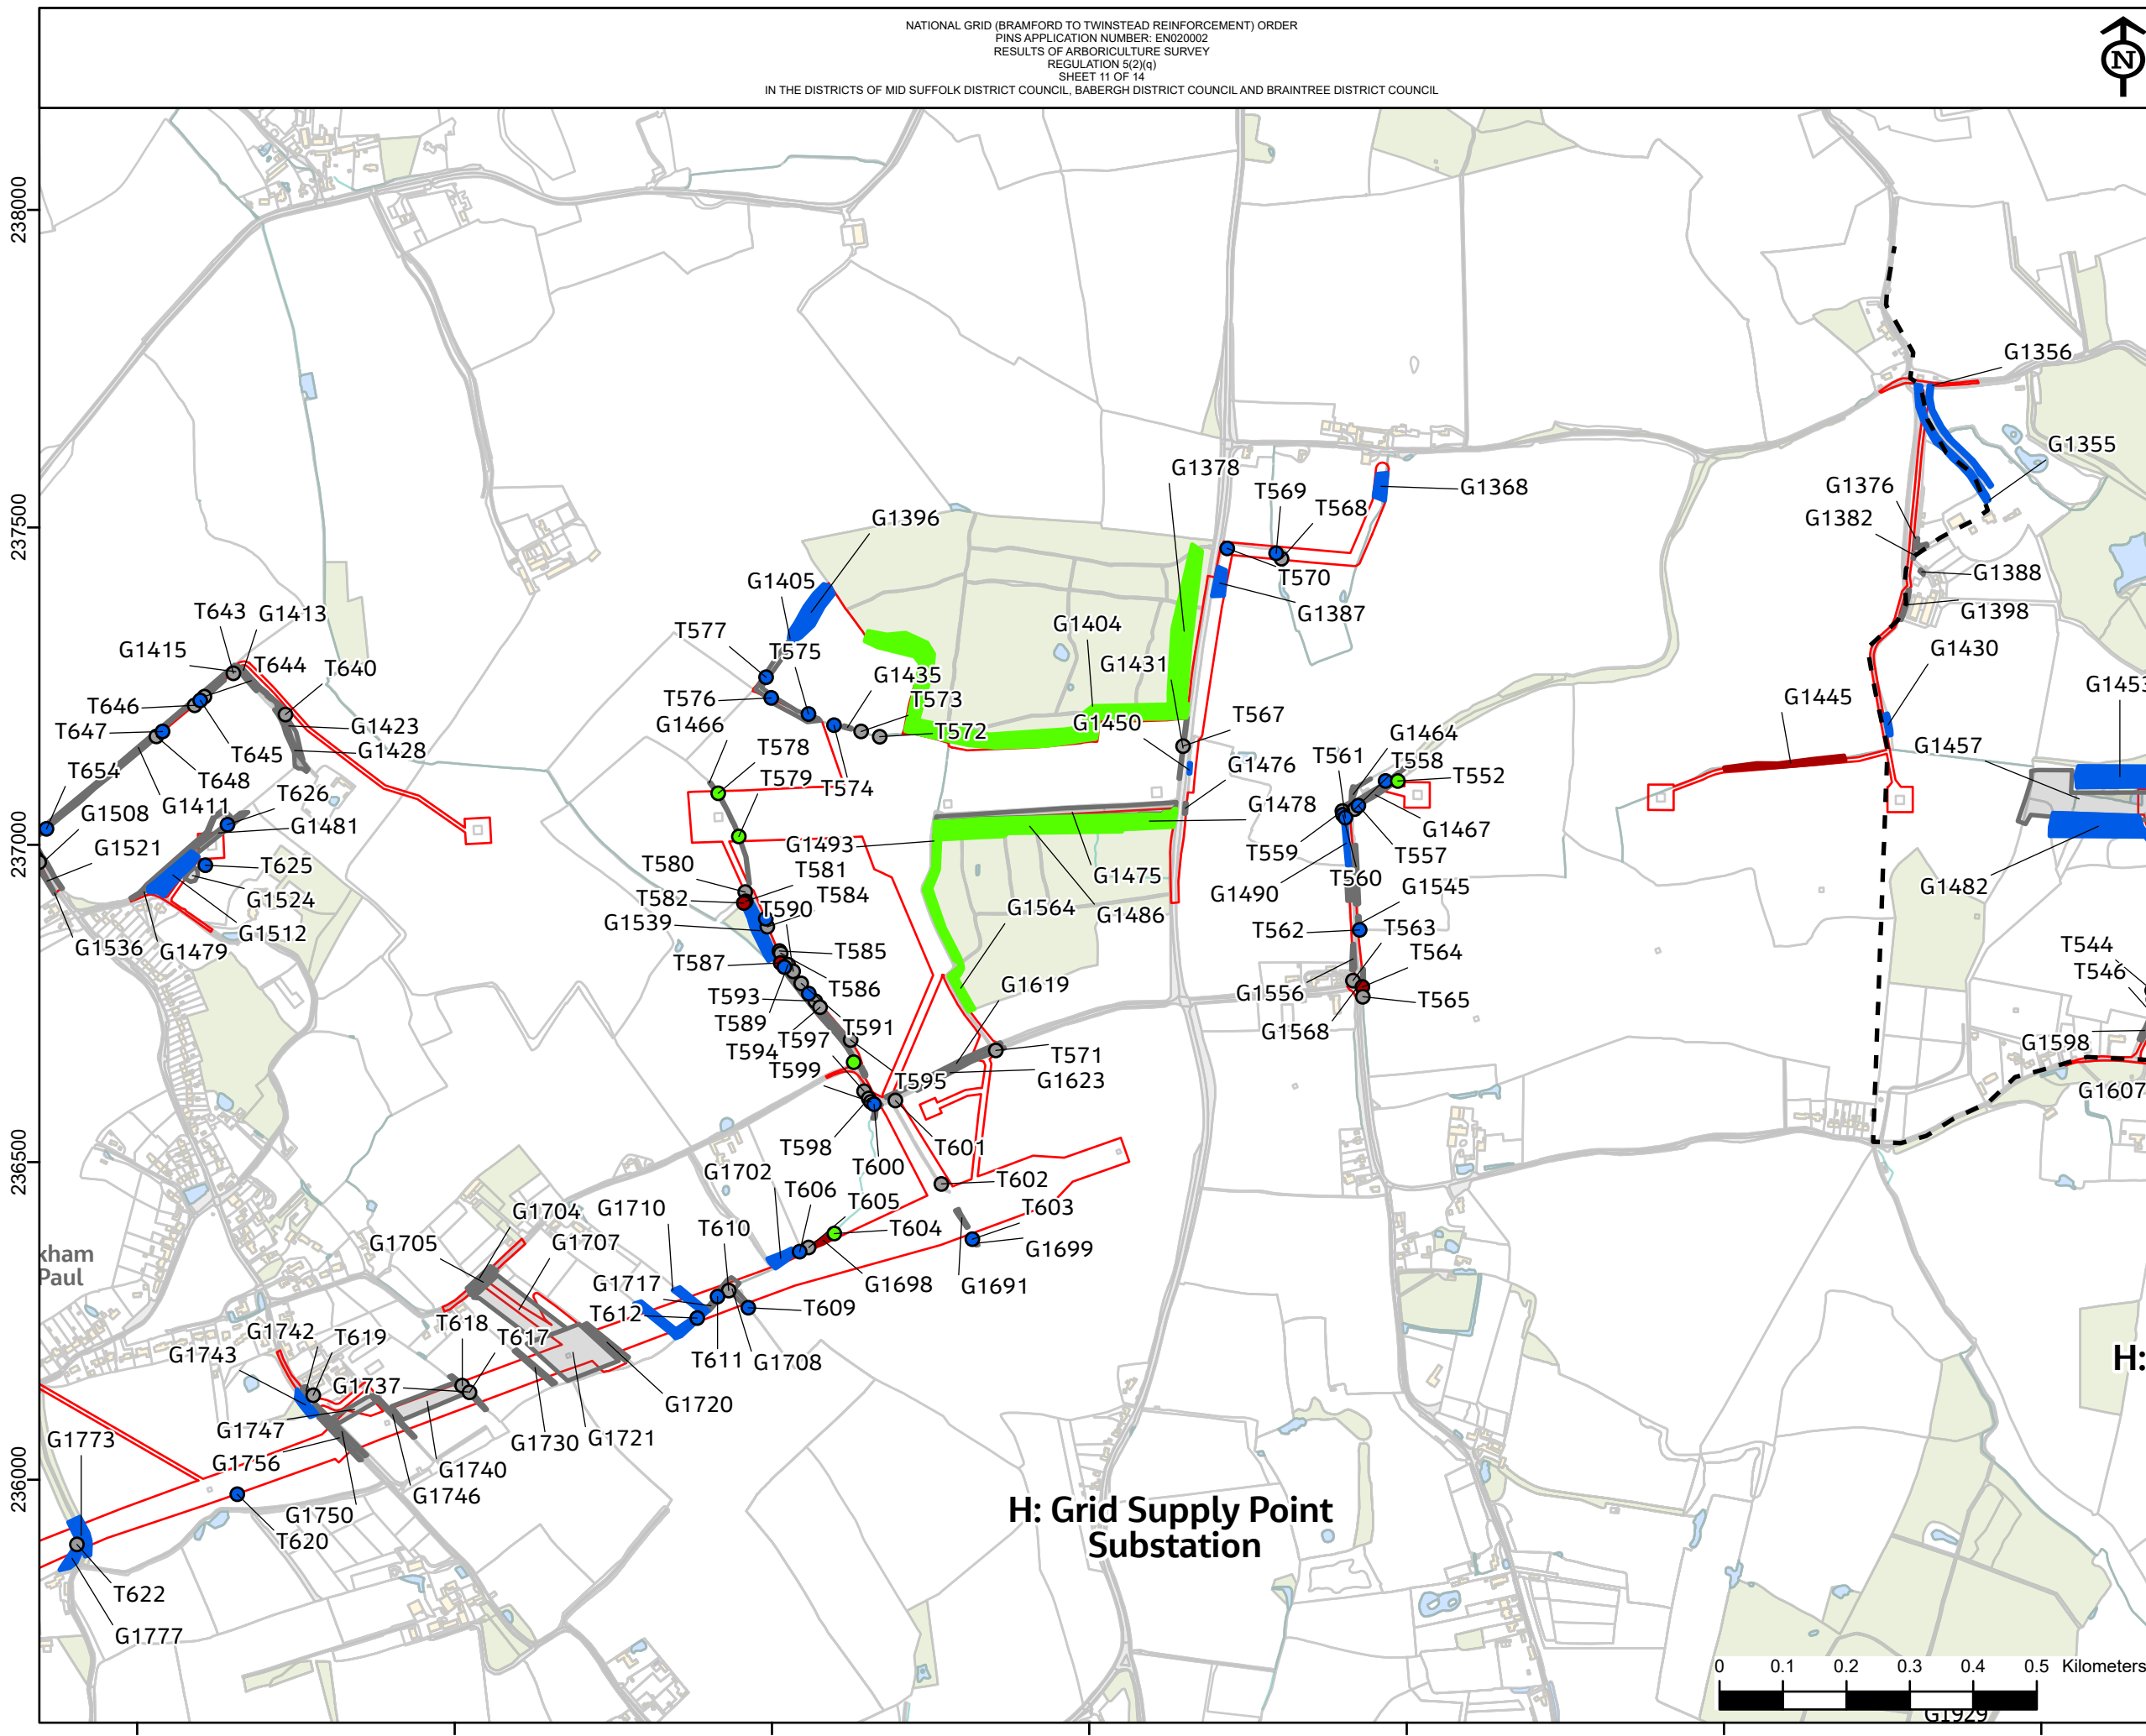 NATIONAL GRID (BRAMFORD TO TWINSTEAD REINFORCEMENT) ORDER
PINS APPLICATION NUMBER: EN020002
RESULTS OF ARBORICULTURE SURVEY
REGULATION 5(2)(q)
SHEET 11 OF 14
IN THE DISTRICTS OF MID SUFFOLK DISTRICT COUNCIL, BABERGH DISTRICT COUNCIL AND BRAINTREE DISTRICT COUNCIL
N
238000
G1356
G1355
G1378
T569
G1368
T568
G1376
237500
G1396
G1382
T570
G1388
G1405
G1387
G1398
T643
G1413
G1404
T577
G1415
T575
G1431
G1430
T644
T640
G1435
G1453
T573
G1445
T646
T576
T567
T647
G1466
G1423
G1450
T572
G1464
G1428
T578
T561
G1457
T645
T558
T654
T648
T579
T574
G1476
T552
T626
G1411
G1508
G1478
G1481
G1467
237000
G1493
T559
T557
G1521
T580
T581
T625
G1475
T560
G1545
G1482
T582
T584
G1490
G1524
T590
G1564
G1486
G1539
T562
T563
G1512
G1536
G1479
T585
T544
T564
T587
T546
G1619
T586
T593
G1556
T565
T589
T591
G1568
T597
G1598
T594
T571
T599
T595
G1623
G1607
T598
T601
236500
T600
G1702
T602
T606
T605
T603
G1704
G1710
T610
T604
G1705
G1707
G1699
kham
Paul
G1717
G1698
G1691
T612
T609
G1742
T619
T618
T617
G1743
T611
G1708
H:
G1737
G1720
G1747
G1773
G1730
G1721
G1756
G1740
236000
G1746
G1750
H: Grid Supply Point
Substation
T620
T622
G1777
0 0.1 0.2 0.3 0.4 0.5 Kilometers
G1929